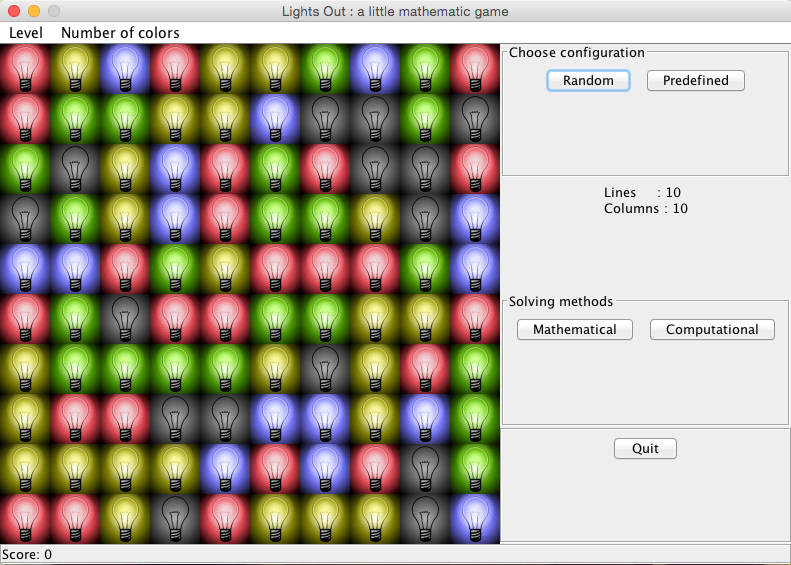 Lights Out : a little mathematic game
Level Number of colors
Choose configuration
Random Predefined
Lines : 10
Columns : 10
Solving methods
Mathematical Computational
Quit
Score: 0